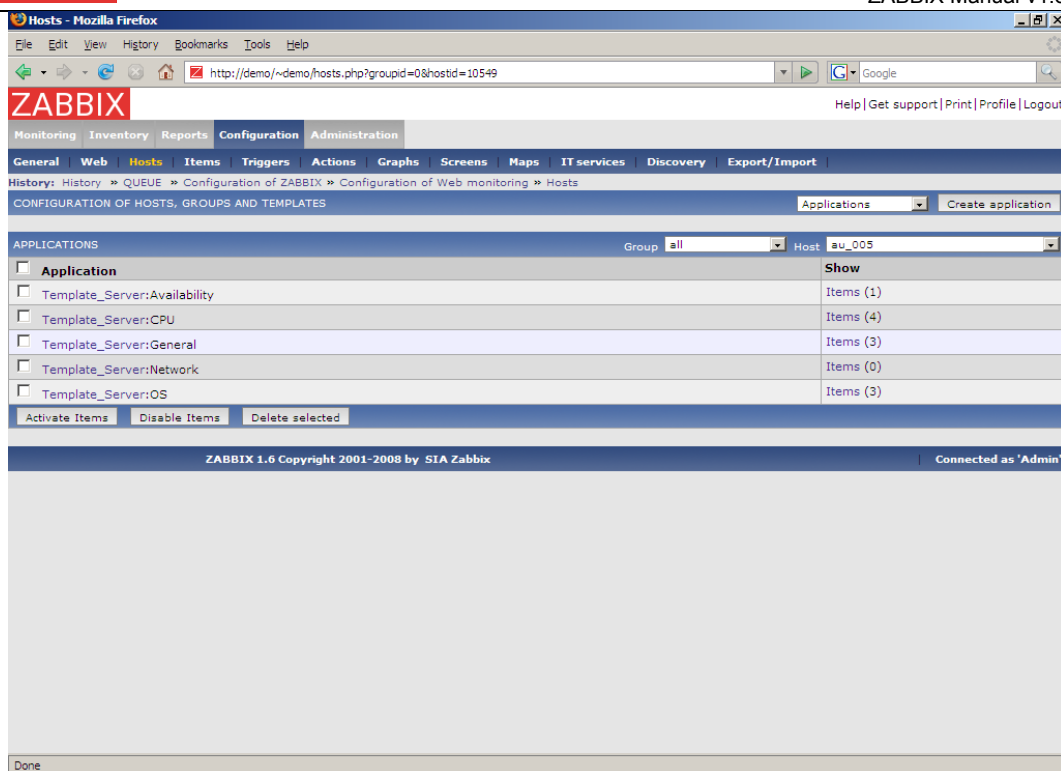 ZABBIX Manual v1.6
Hosts - Mozilla Firefox
File Edit View History Bookmarks Tools Help
http://demo/~demo/hosts.php?groupid=0&hostid=10549 G Google
ZABBIX Help|Get support|Print|Profile|Logout
Monitoring Inventory Reports Configuration Administration
General | Web | Hosts | Items | Triggers | Actions | Graphs | Screens | Maps | IT services | Discovery | Export/Import |
History: History » QUEUE » Configuration of ZABBIX » Configuration of Web monitoring » Hosts
CONFIGURATION OF HOSTS, GROUPS AND TEMPLATES Applications Create application
APPLICATIONS Group all Host au_005
Application Show
Template_Server:Availability Items (1)
Template_Server:CPU Items (4)
Template_Server:General Items (3)
Template_Server:Network Items (0)
Template_Server:OS Items (3)
Activate Items Disable Items Delete selected
ZABBIX 1.6 Copyright 2001-2008 by SIA Zabbix | Connected as 'Admin'
Done